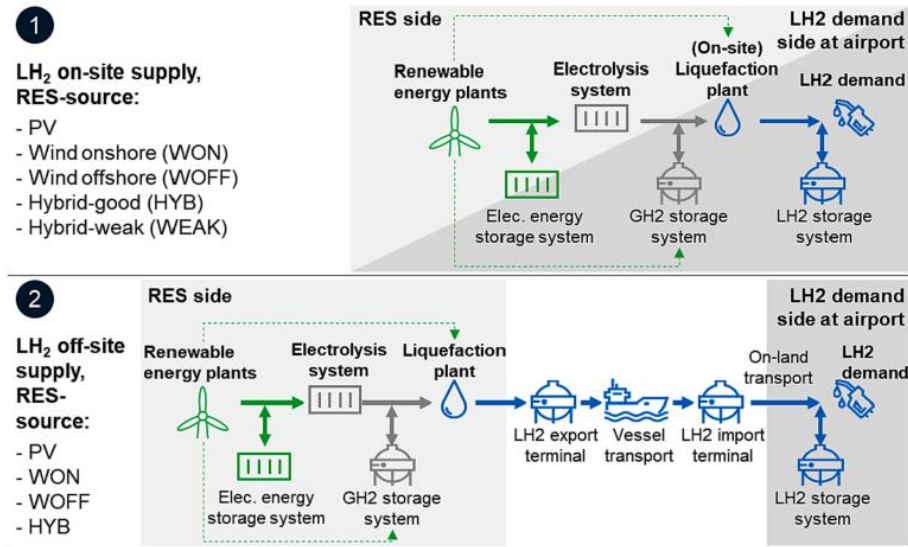 1
LH₂ on-site supply,
RES-source:
- PV
- Wind onshore (WON)
- Wind offshore (WOFF)
- Hybrid-good (HYB)
- Hybrid-weak (WEAK)
RES side
LH2 demand
side at airport
Renewable
energy plants
Electrolysis
system
(On-site)
Liquefaction
plant
LH2 demand
Elec. energy
storage system
GH2 storage
system
LH2 storage
system
2
LH₂ off-site
supply,
RES-
source:
- PV
- WON
- WOFF
- HYB
RES side
LH2 demand
side at airport
Renewable
energy plants
Electrolysis
system
Liquefaction
plant
On-land
transport
LH2
demand
LH2 export
terminal
Vessel
transport
LH2 import
terminal
Elec. energy
storage system
GH2 storage
system
LH2 storage
system